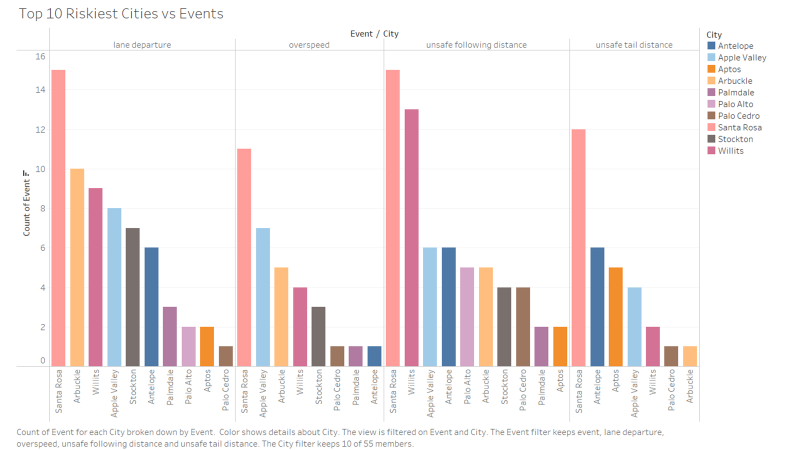 Top 10 Riskiest Cities vs Events
Event / City
lane departure
overspeed
unsafe following distance
unsafe tail distance
Count of Event
16
14
12
10
8
6
4
2
0
Santa Rosa
Arbuckle
Willits
Apple Valley
Stockton
Antelope
Palmdale
Palo Alto
Aptos
Palo Cedro
Santa Rosa
Apple Valley
Arbuckle
Willits
Stockton
Palo Cedro
Palmdale
Antelope
Santa Rosa
Willits
Apple Valley
Antelope
Palo Alto
Arbuckle
Stockton
Palo Cedro
Palmdale
Aptos
Santa Rosa
Antelope
Aptos
Apple Valley
Willits
Palo Cedro
Arbuckle
City
Antelope
Apple Valley
Aptos
Arbuckle
Palmdale
Palo Alto
Palo Cedro
Santa Rosa
Stockton
Willits
Count of Event for each City broken down by Event.  Color shows details about City. The view is filtered on Event and City. The Event filter keeps event, lane departure,
overspeed, unsafe following distance and unsafe tail distance. The City filter keeps 10 of 55 members.